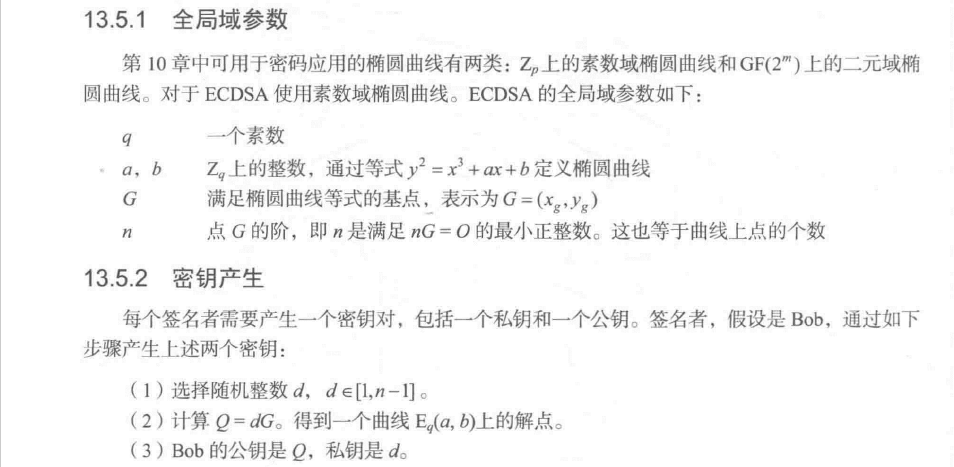 13.5.1 全局域参数
第 10 章中可用于密码应用的椭圆曲线有两类：Zp上的素数域椭圆曲线和GF(2^m)上的二元域椭
圆曲线。对于 ECDSA 使用素数域椭圆曲线。ECDSA 的全局域参数如下：
q 一个素数
a，b Zq上的整数，通过等式 y² = x³ + ax + b 定义椭圆曲线
G 满足椭圆曲线等式的基点，表示为 G = (xg, yg)
n 点 G 的阶，即 n 是满足 nG = O 的最小正整数。这也等于曲线上点的个数
13.5.2 密钥产生
每个签名者需要产生一个密钥对，包括一个私钥和一个公钥。签名者，假设是 Bob，通过如下
步骤产生上述两个密钥：
（1）选择随机整数 d，d∈[1,n−1]。
（2）计算 Q = dG。得到一个曲线 Eq(a, b)上的解点。
（3）Bob 的公钥是 Q，私钥是 d。